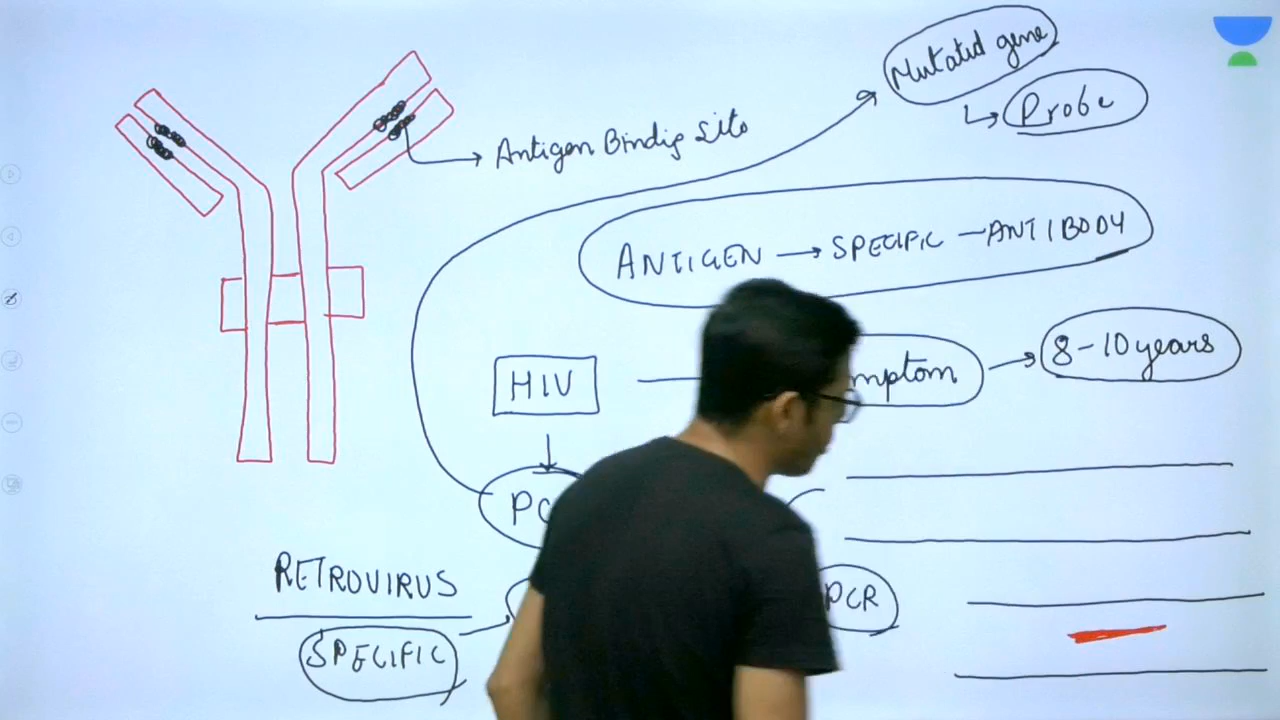 Mutated gene
Probe
Antigen Bindig Site
ANTIGEN → SPECIFIC – ANTIBODY
HIV
mptom
8-10 years
PC
RETROVIRUS
SPECIFIC
PCR